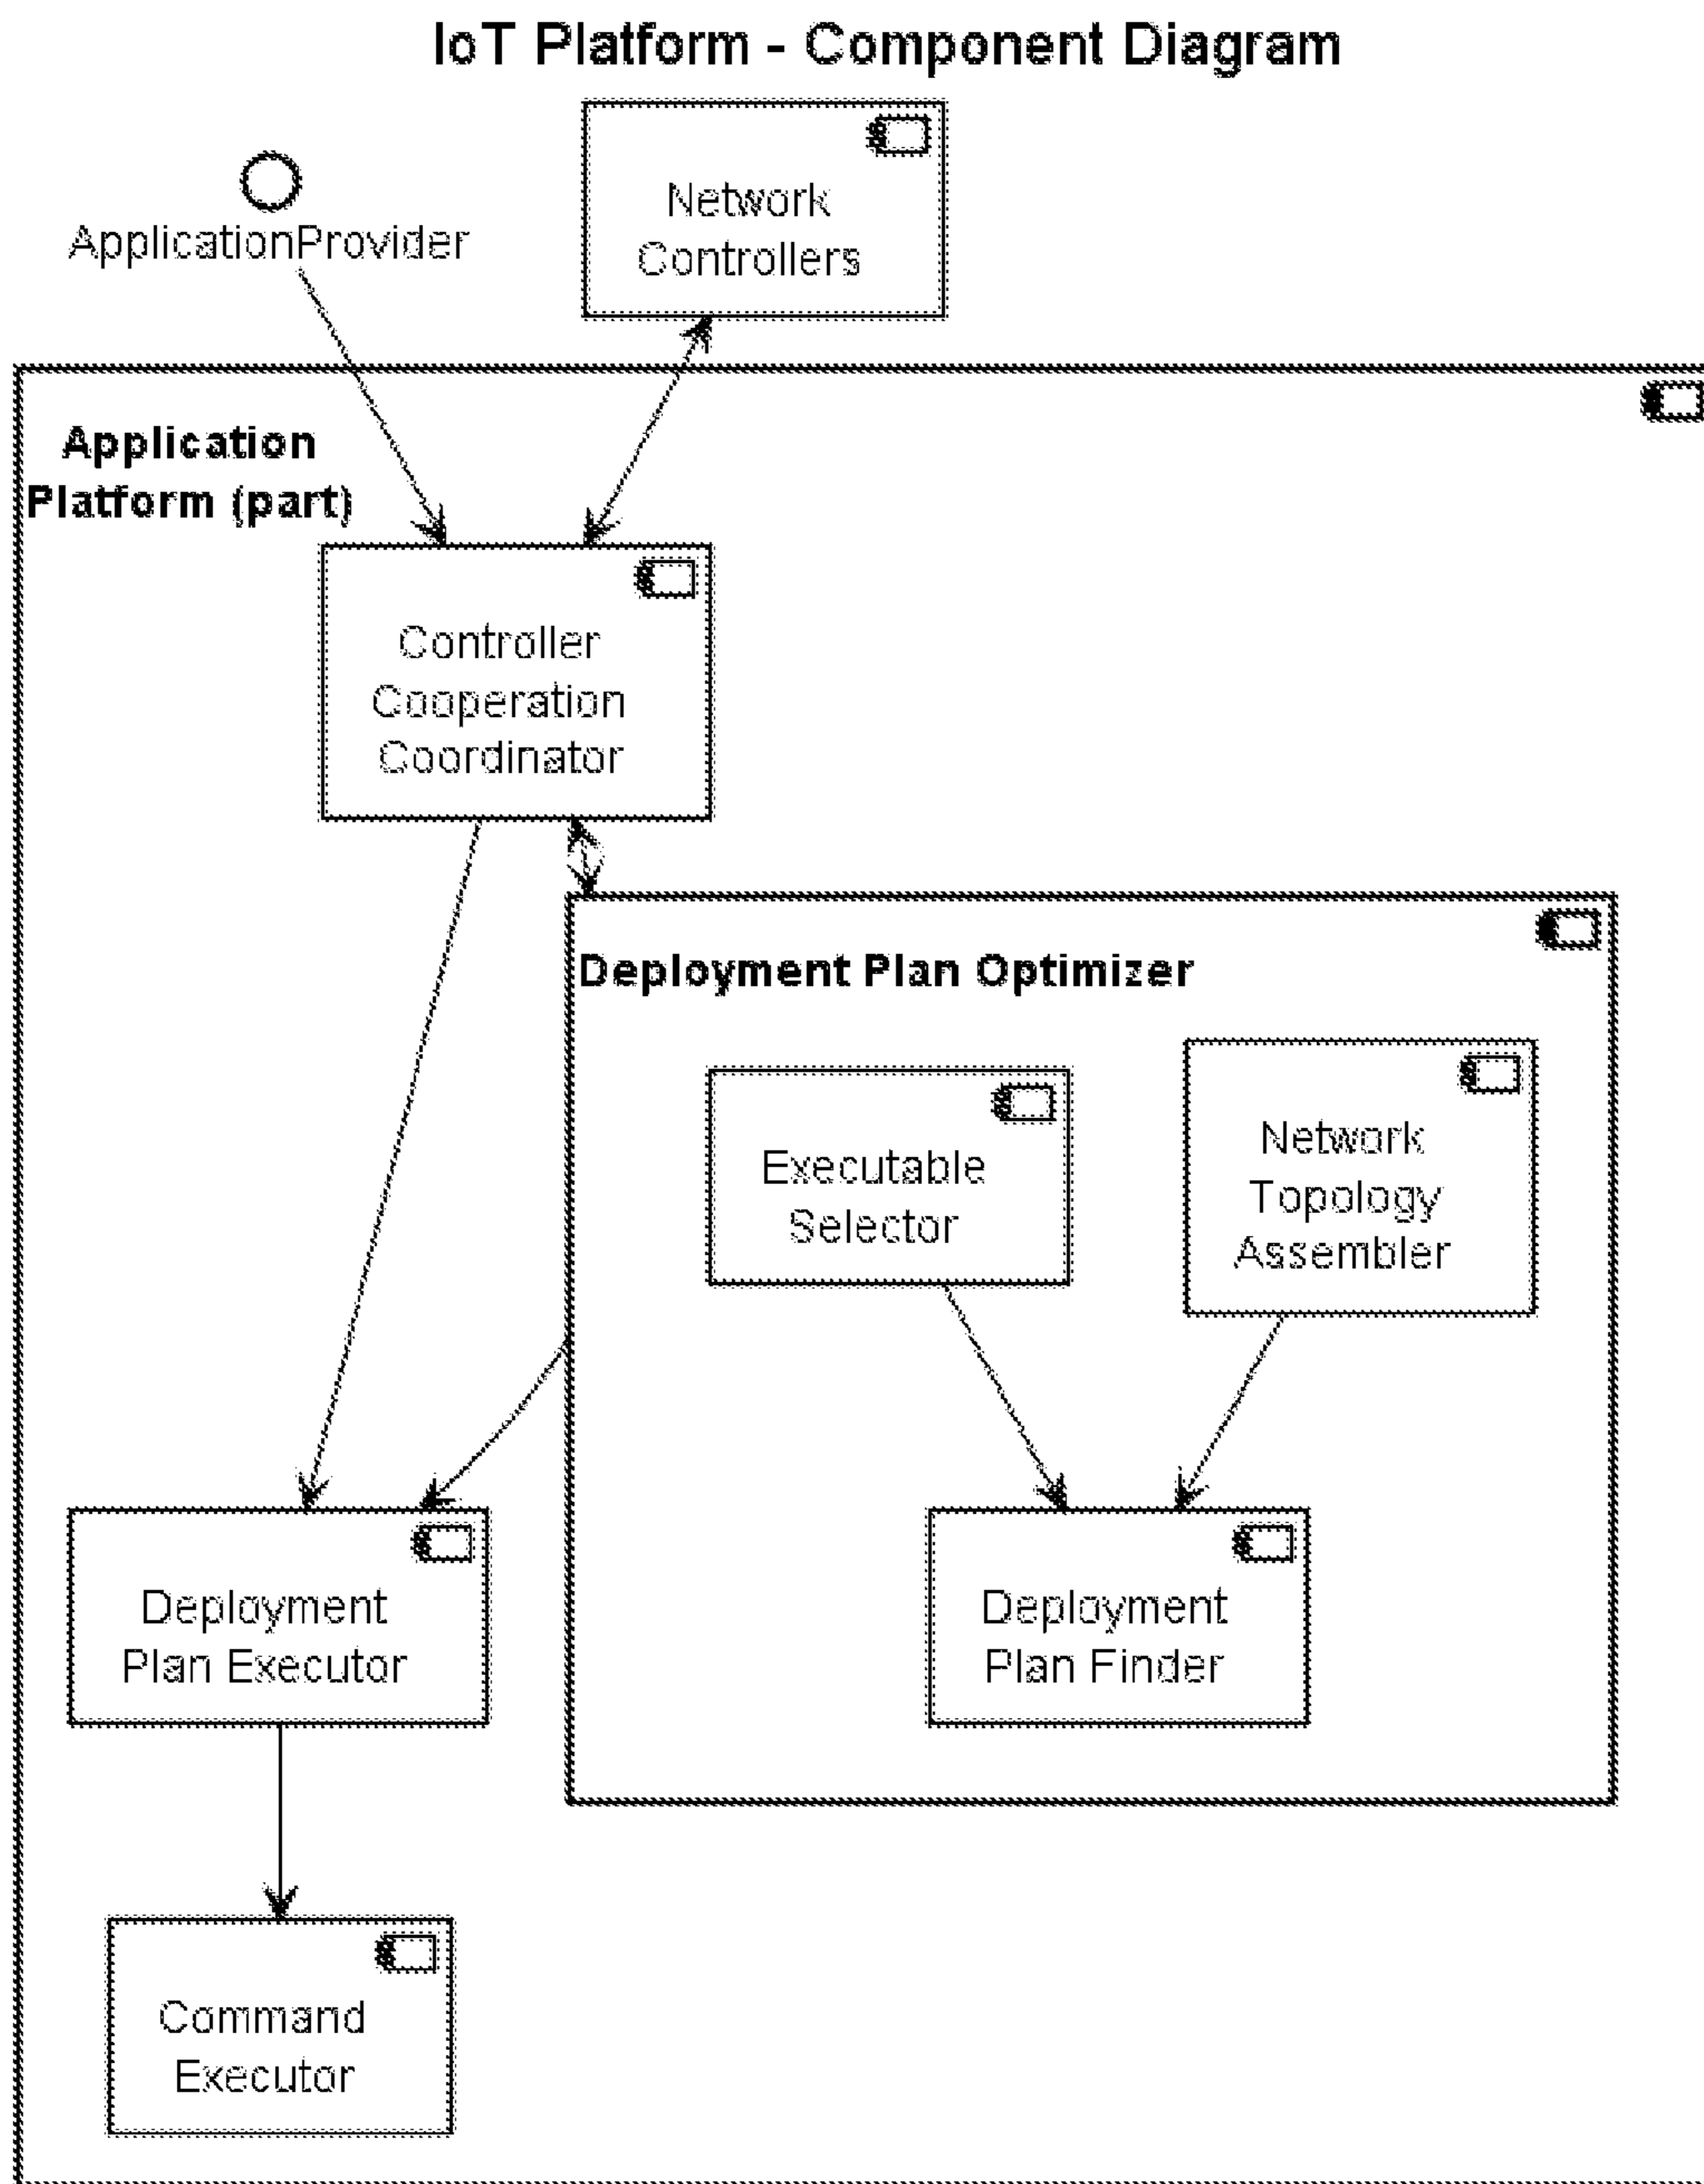 IoT Platform - Component Diagram
ApplicationProvider
Network
Controllers
Application
Platform (part)
Controller
Cooperation
Coordinator
Deployment Plan Optimizer
Executable
Selector
Network
Topology
Assembler
Deployment
Plan Executor
Deployment
Plan Finder
Command
Executor